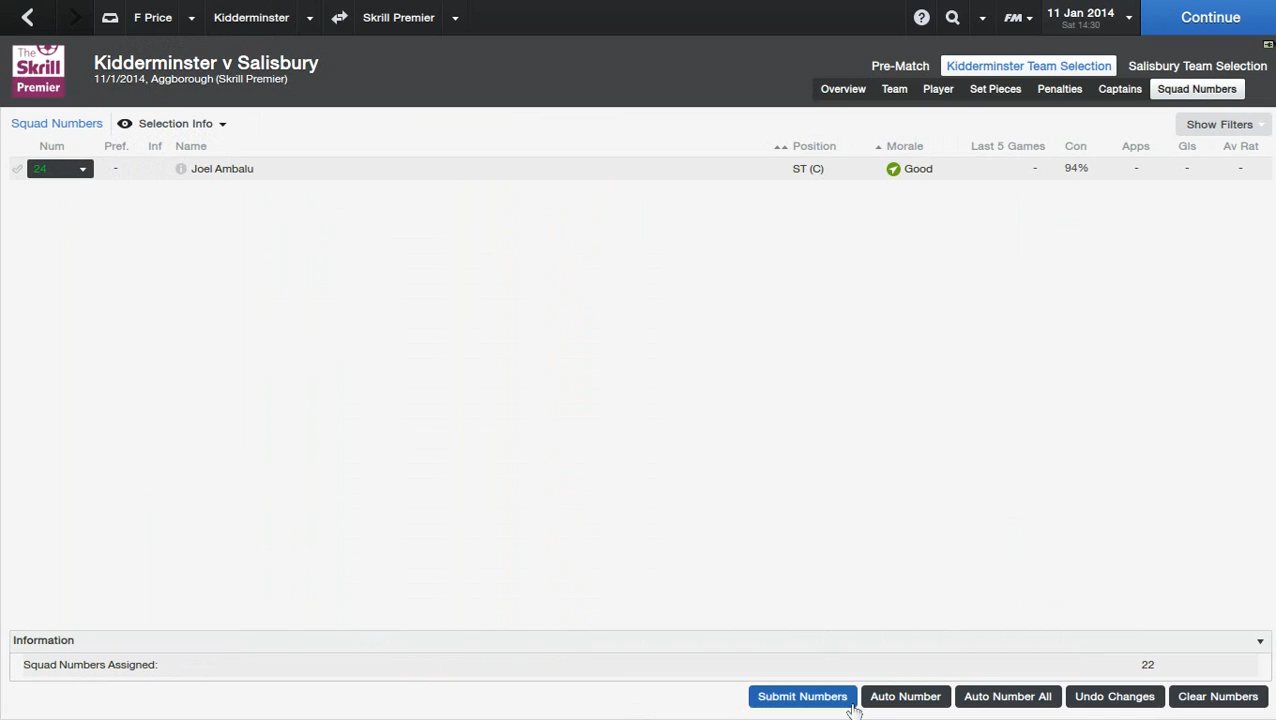 F Price Kidderminster Skrill Premier FM 11 Jan 2014 Continue
Sat 14:30
The Skrill Premier
Kidderminster v Salisbury
11/1/2014, Aggborough (Skrill Premier)
Pre-Match Kidderminster Team Selection Salisbury Team Selection
Overview Team Player Set Pieces Penalties Captains Squad Numbers
Squad Numbers Selection Info Show Filters
Num Pref. Inf Name Position Morale Last 5 Games Con Apps Gls Av Rat
24 - Joel Ambalu ST (C) Good - 94% - - -
Information
Squad Numbers Assigned: 22
Submit Numbers Auto Number Auto Number All Undo Changes Clear Numbers